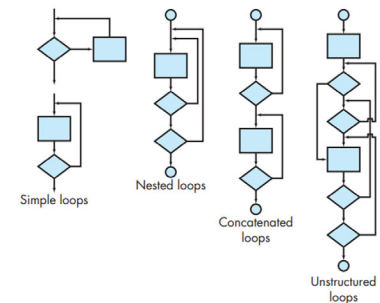 Simple loops
Nested loops
Concatenated
loops
Unstructured
loops